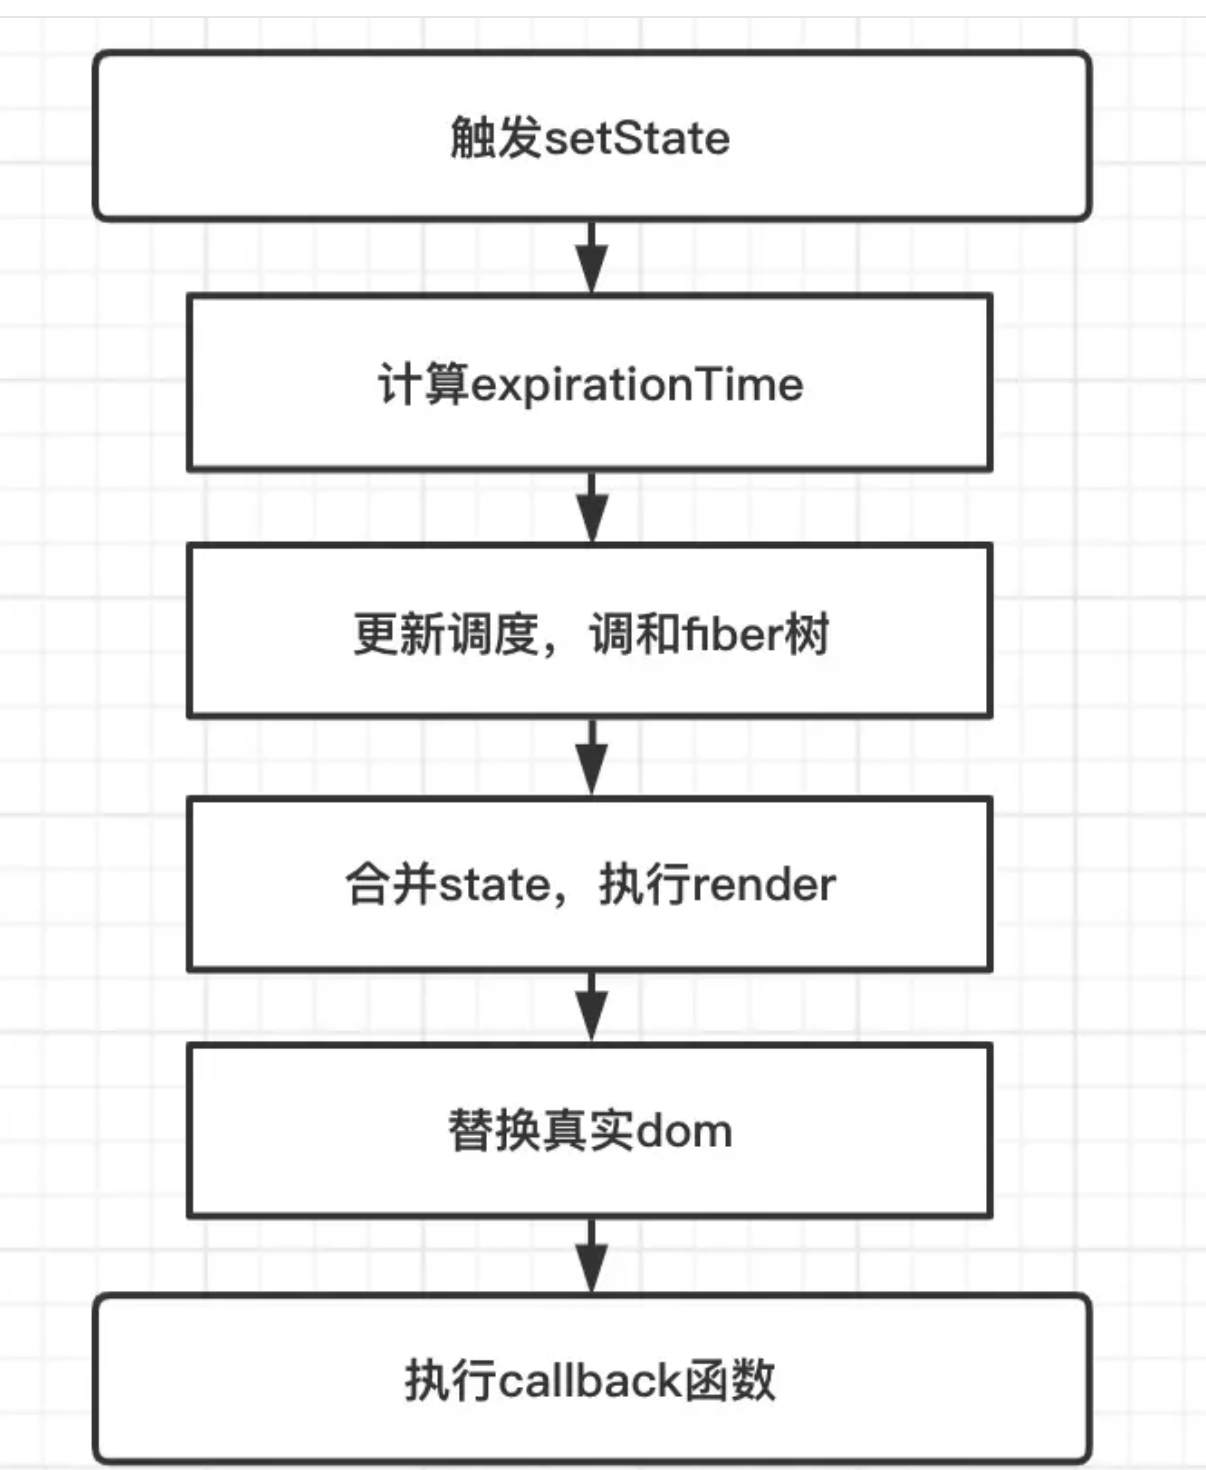 触发setState
计算expirationTime
更新调度，调和fiber树
合并state，执行render
替换真实dom
执行callback函数